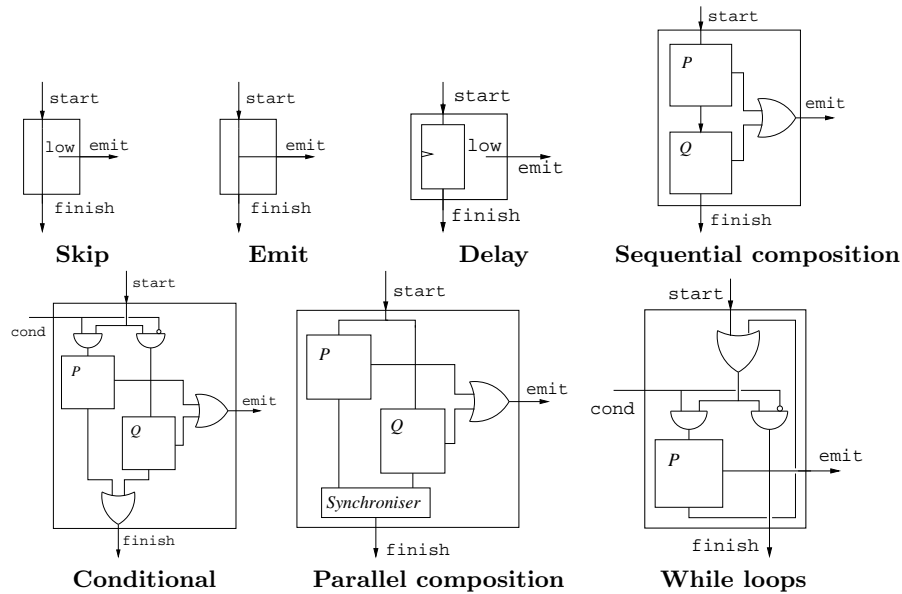 start
low
emit
finish
Skip
start
emit
finish
Emit
start
low
emit
finish
Delay
start
P
Q
emit
finish
Sequential composition
start
cond
P
Q
emit
finish
Conditional
start
P
Q
emit
Synchroniser
finish
Parallel composition
start
cond
P
emit
finish
While loops